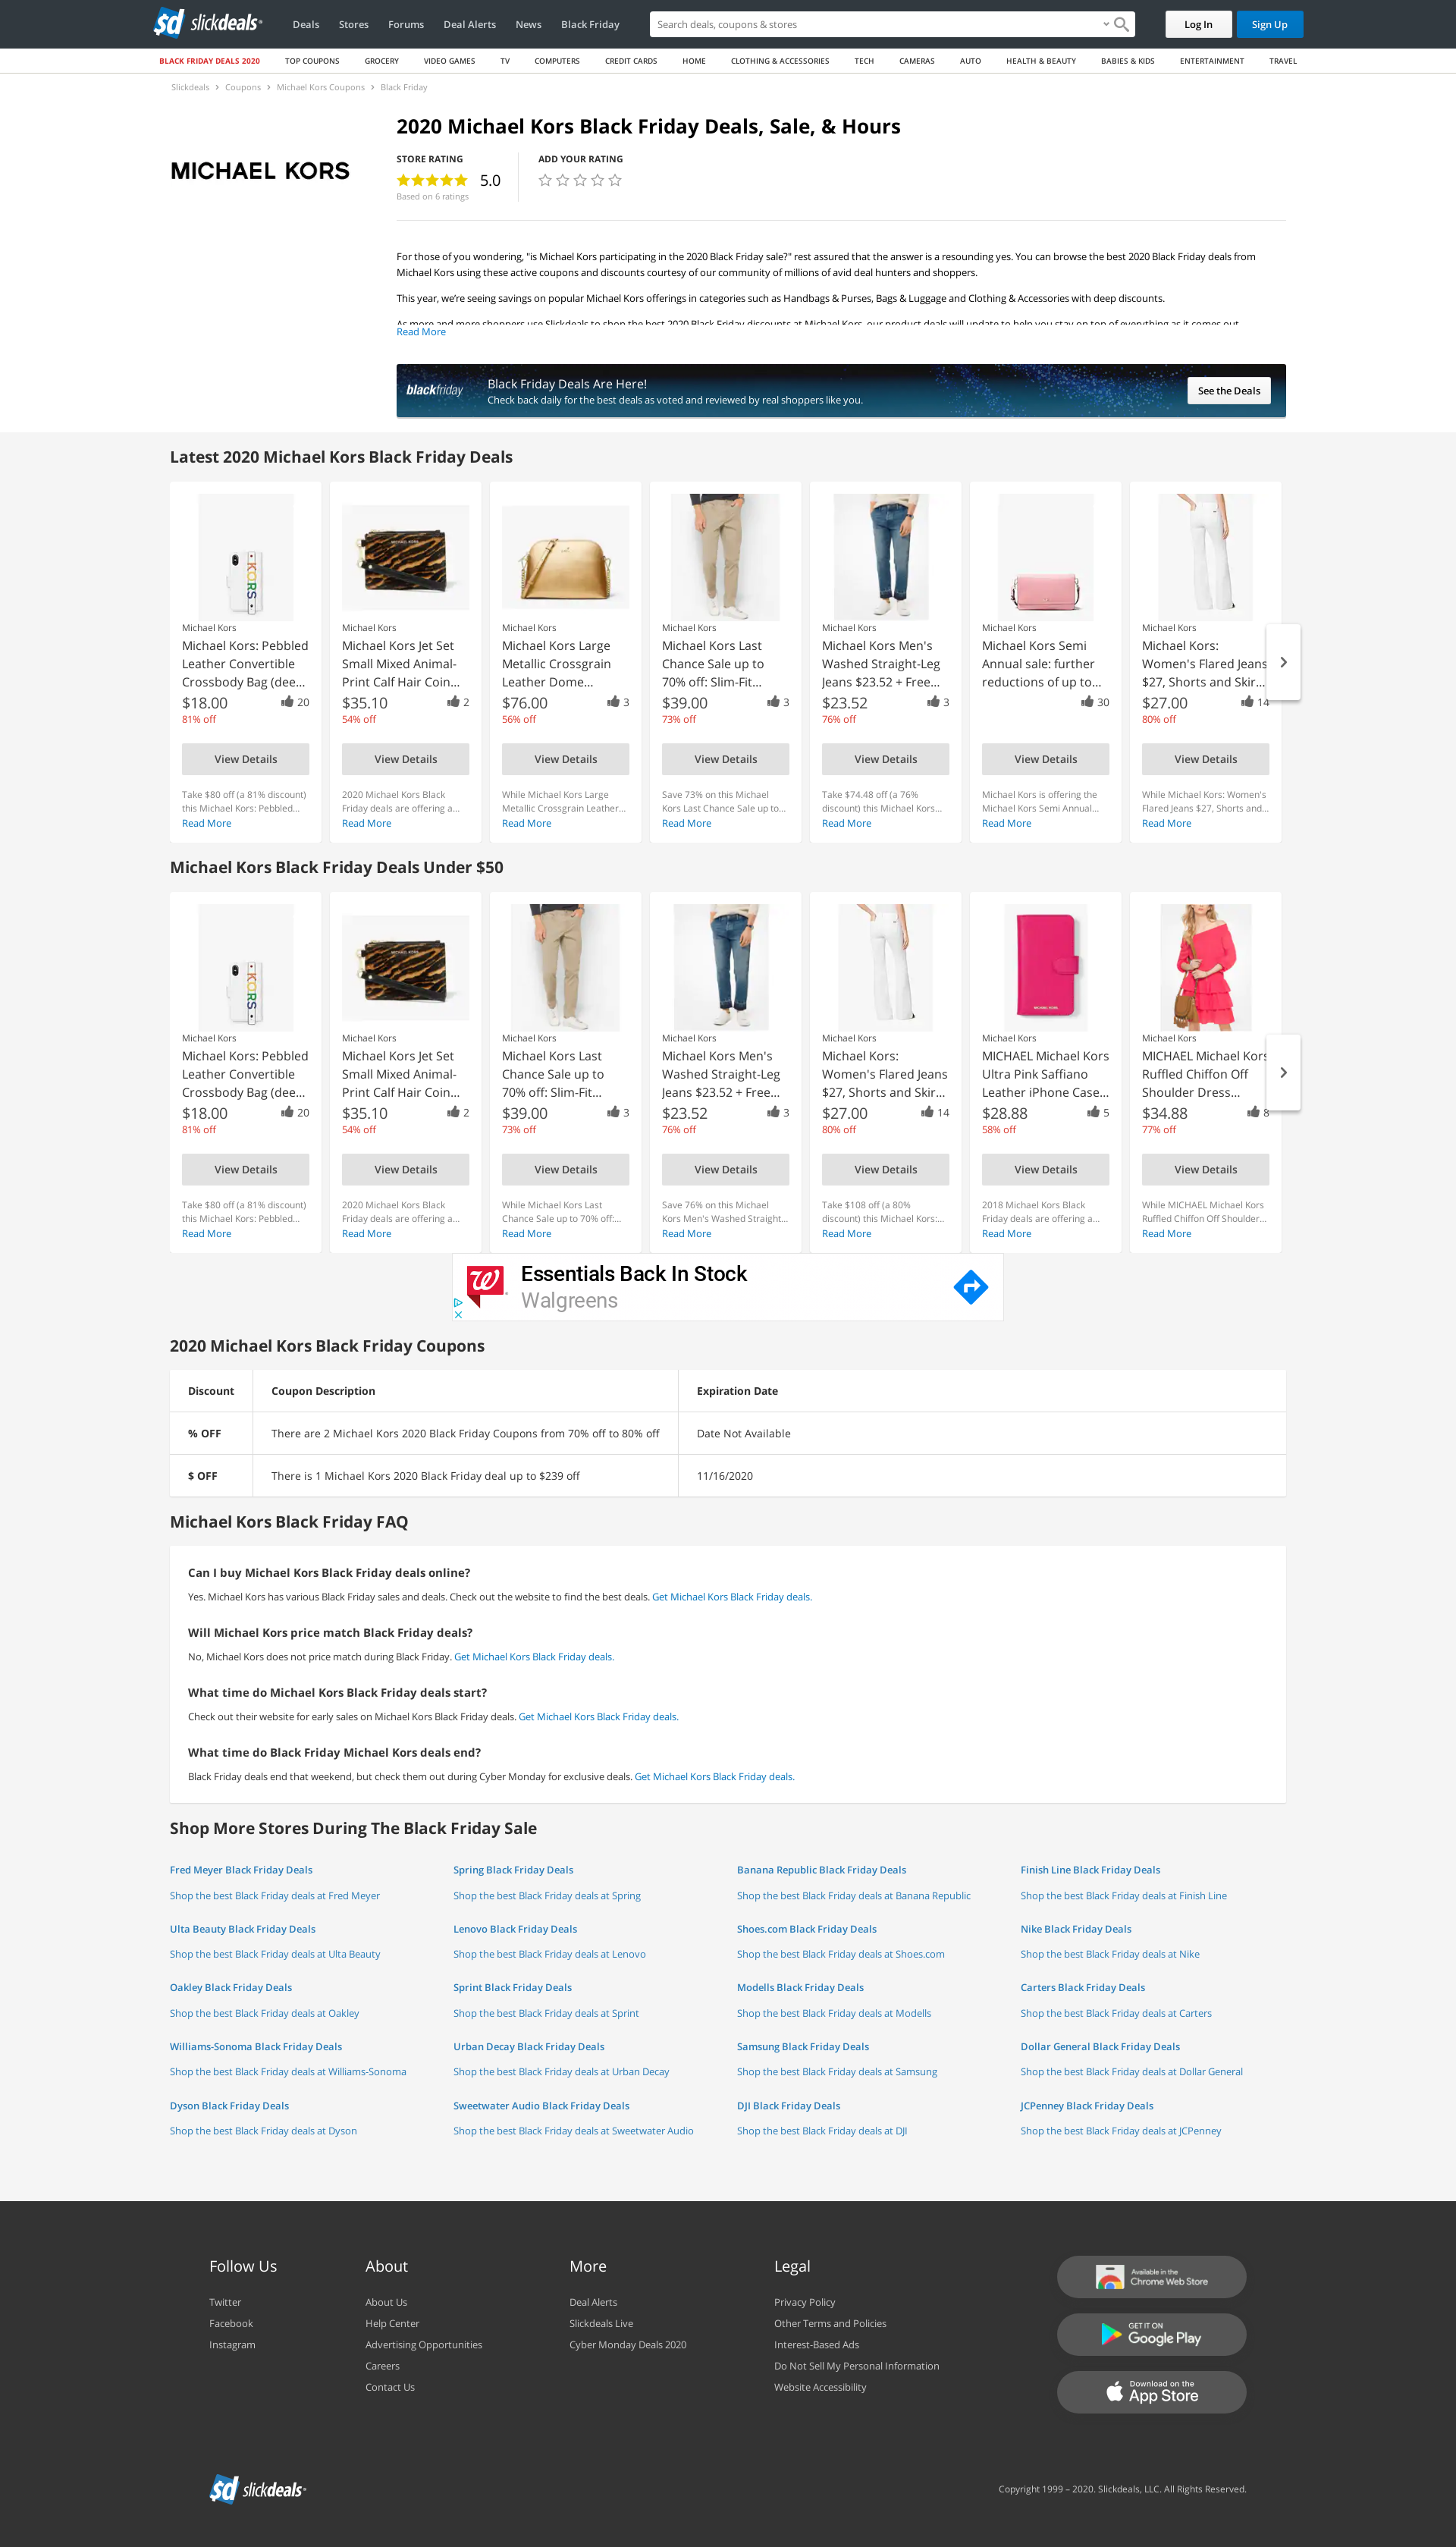 sd slickdeals
Deals Stores Forums Deal Alerts News Black Friday Search deals, coupons & stores Log In Sign Up
BLACK FRIDAY DEALS 2020 TOP COUPONS GROCERY VIDEO GAMES TV COMPUTERS CREDIT CARDS HOME CLOTHING & ACCESSORIES TECH CAMERAS AUTO HEALTH & BEAUTY BABIES & KIDS ENTERTAINMENT TRAVEL
Slickdeals > Coupons > Michael Kors Coupons > Black Friday
MICHAEL KORS
2020 Michael Kors Black Friday Deals, Sale, & Hours
STORE RATING ADD YOUR RATING
5.0
Based on 6 ratings
For those of you wondering, "is Michael Kors participating in the 2020 Black Friday sale?" rest assured that the answer is a resounding yes. You can browse the best 2020 Black Friday deals from
Michael Kors using these active coupons and discounts courtesy of our community of millions of avid deal hunters and shoppers.
This year, we're seeing savings on popular Michael Kors offerings in categories such as Handbags & Purses, Bags & Luggage and Clothing & Accessories with deep discounts.
As more and more shoppers use Slickdeals to shop the best 2020 Black Friday discounts at Michael Kors, our product deals will update to help you stay on top of everything as it comes out.
Read More
blackfriday
Black Friday Deals Are Here!
Check back daily for the best deals as voted and reviewed by real shoppers like you.
See the Deals
Latest 2020 Michael Kors Black Friday Deals
Michael Kors
Michael Kors: Pebbled
Leather Convertible
Crossbody Bag (dee...
$18.00 20
81% off
View Details
Take $80 off (a 81% discount)
this Michael Kors: Pebbled...
Read More
Michael Kors
Michael Kors Jet Set
Small Mixed Animal-
Print Calf Hair Coin...
$35.10 2
54% off
View Details
2020 Michael Kors Black
Friday deals are offering a...
Read More
Michael Kors
Michael Kors Large
Metallic Crossgrain
Leather Dome...
$76.00 3
56% off
View Details
While Michael Kors Large
Metallic Crossgrain Leather...
Read More
Michael Kors
Michael Kors Last
Chance Sale up to
70% off: Slim-Fit...
$39.00 3
73% off
View Details
Save 73% on this Michael
Kors Last Chance Sale up to...
Read More
Michael Kors
Michael Kors Men's
Washed Straight-Leg
Jeans $23.52 + Free...
$23.52 3
76% off
View Details
Take $74.48 off (a 76%
discount) this Michael Kors...
Read More
Michael Kors
Michael Kors Semi
Annual sale: further
reductions of up to...
30
View Details
Michael Kors is offering the
Michael Kors Semi Annual...
Read More
Michael Kors
Michael Kors:
Women's Flared Jeans
$27, Shorts and Skir...
$27.00 14
80% off
View Details
While Michael Kors: Women's
Flared Jeans $27, Shorts and...
Read More
Michael Kors Black Friday Deals Under $50
Michael Kors
Michael Kors: Pebbled
Leather Convertible
Crossbody Bag (dee...
$18.00 20
81% off
View Details
Take $80 off (a 81% discount)
this Michael Kors: Pebbled...
Read More
Michael Kors
Michael Kors Jet Set
Small Mixed Animal-
Print Calf Hair Coin...
$35.10 2
54% off
View Details
2020 Michael Kors Black
Friday deals are offering a...
Read More
Michael Kors
Michael Kors Last
Chance Sale up to
70% off: Slim-Fit...
$39.00 3
73% off
View Details
While Michael Kors Last
Chance Sale up to 70% off:...
Read More
Michael Kors
Michael Kors Men's
Washed Straight-Leg
Jeans $23.52 + Free...
$23.52 3
76% off
View Details
Save 76% on this Michael
Kors Men's Washed Straight...
Read More
Michael Kors
Michael Kors:
Women's Flared Jeans
$27, Shorts and Skir...
$27.00 14
80% off
View Details
Take $108 off (a 80%
discount) this Michael Kors:...
Read More
Michael Kors
MICHAEL Michael Kors
Ultra Pink Saffiano
Leather iPhone Case...
$28.88 5
58% off
View Details
2018 Michael Kors Black
Friday deals are offering a...
Read More
Michael Kors
MICHAEL Michael Kors
Ruffled Chiffon Off
Shoulder Dress...
$34.88 8
77% off
View Details
While MICHAEL Michael Kors
Ruffled Chiffon Off Shoulder...
Read More
Essentials Back In Stock
Walgreens
2020 Michael Kors Black Friday Coupons
Discount Coupon Description Expiration Date
% OFF There are 2 Michael Kors 2020 Black Friday Coupons from 70% off to 80% off Date Not Available
$ OFF There is 1 Michael Kors 2020 Black Friday deal up to $239 off 11/16/2020
Michael Kors Black Friday FAQ
Can I buy Michael Kors Black Friday deals online?
Yes. Michael Kors has various Black Friday sales and deals. Check out the website to find the best deals. Get Michael Kors Black Friday deals.
Will Michael Kors price match Black Friday deals?
No, Michael Kors does not price match during Black Friday. Get Michael Kors Black Friday deals.
What time do Michael Kors Black Friday deals start?
Check out their website for early sales on Michael Kors Black Friday deals. Get Michael Kors Black Friday deals.
What time do Black Friday Michael Kors deals end?
Black Friday deals end that weekend, but check them out during Cyber Monday for exclusive deals. Get Michael Kors Black Friday deals.
Shop More Stores During The Black Friday Sale
Fred Meyer Black Friday Deals Spring Black Friday Deals Banana Republic Black Friday Deals Finish Line Black Friday Deals
Shop the best Black Friday deals at Fred Meyer Shop the best Black Friday deals at Spring Shop the best Black Friday deals at Banana Republic Shop the best Black Friday deals at Finish Line
Ulta Beauty Black Friday Deals Lenovo Black Friday Deals Shoes.com Black Friday Deals Nike Black Friday Deals
Shop the best Black Friday deals at Ulta Beauty Shop the best Black Friday deals at Lenovo Shop the best Black Friday deals at Shoes.com Shop the best Black Friday deals at Nike
Oakley Black Friday Deals Sprint Black Friday Deals Modells Black Friday Deals Carters Black Friday Deals
Shop the best Black Friday deals at Oakley Shop the best Black Friday deals at Sprint Shop the best Black Friday deals at Modells Shop the best Black Friday deals at Carters
Williams-Sonoma Black Friday Deals Urban Decay Black Friday Deals Samsung Black Friday Deals Dollar General Black Friday Deals
Shop the best Black Friday deals at Williams-Sonoma Shop the best Black Friday deals at Urban Decay Shop the best Black Friday deals at Samsung Shop the best Black Friday deals at Dollar General
Dyson Black Friday Deals Sweetwater Audio Black Friday Deals DJI Black Friday Deals JCPenney Black Friday Deals
Shop the best Black Friday deals at Dyson Shop the best Black Friday deals at Sweetwater Audio Shop the best Black Friday deals at DJI Shop the best Black Friday deals at JCPenney
Follow Us
Twitter
Facebook
Instagram
About
About Us
Help Center
Advertising Opportunities
Careers
Contact Us
More
Deal Alerts
Slickdeals Live
Cyber Monday Deals 2020
Legal
Privacy Policy
Other Terms and Policies
Interest-Based Ads
Do Not Sell My Personal Information
Website Accessibility
Available in the
Chrome Web Store
GET IT ON
Google Play
Download on the
App Store
sd slickdeals
Copyright 1999 – 2020. Slickdeals, LLC. All Rights Reserved.